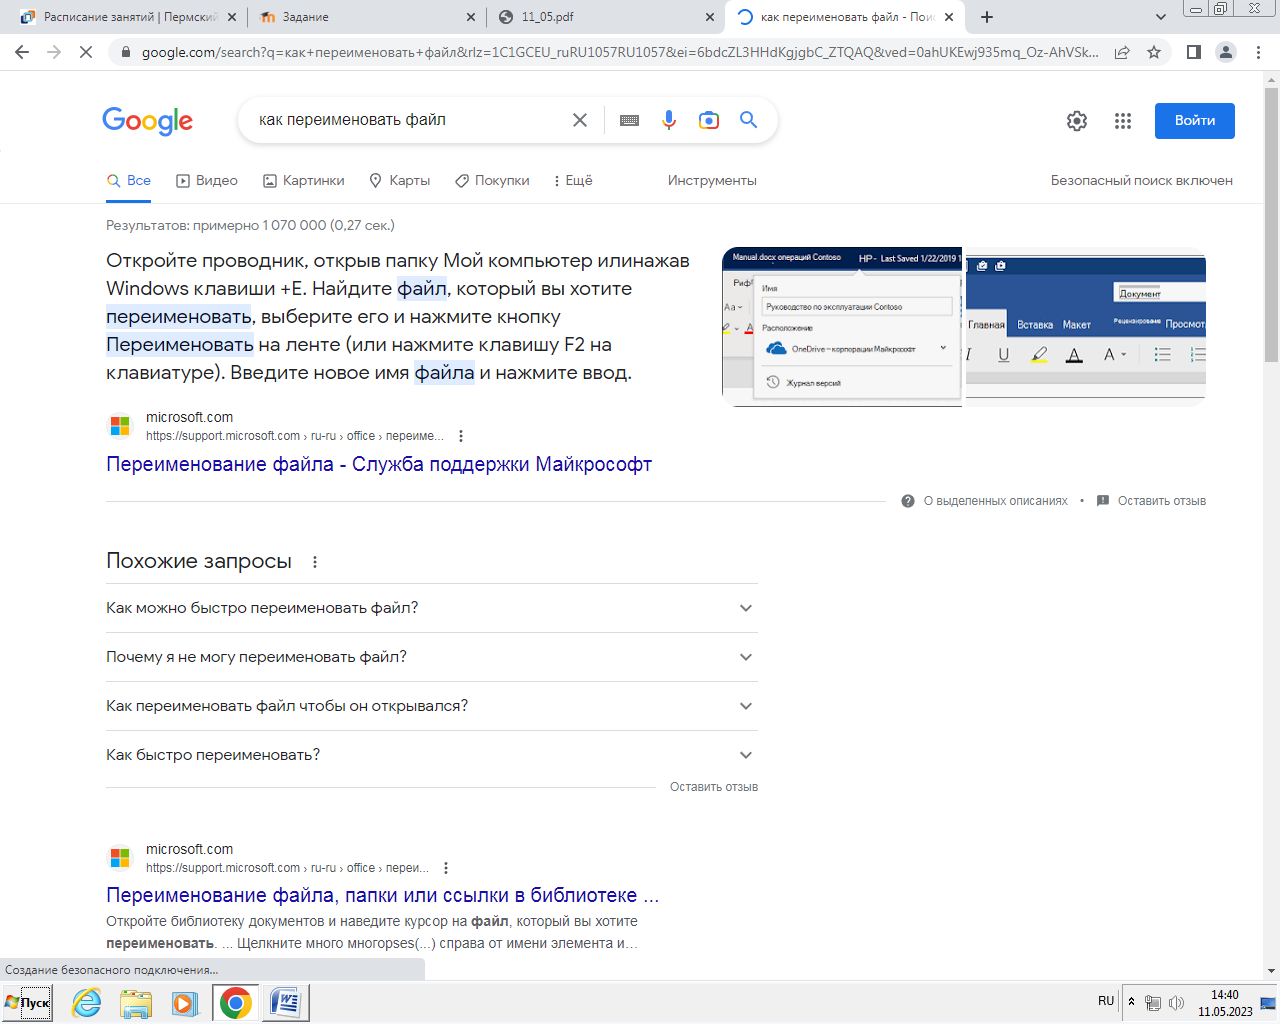 Расписание занятий | Пермский
Задание
11_05.pdf
как переименовать файл - Пои
google.com/search?q=как+переименовать+файл&rlz=1C1GCEU_ruRU1057RU1057&ei=6bdcZL3HHdKgjgbC_ZTQAQ&ved=0ahUKEwj935mq_Oz-AhVSk...
Google
как переименовать файл
Войти
Все
Видео
Картинки
Карты
Покупки
Ещё
Инструменты
Безопасный поиск включен
Результатов: примерно 1 070 000 (0,27 сек.)
Откройте проводник, открыв папку Мой компьютер илинажав
Windows клавиши +E. Найдите файл, который вы хотите
переименовать, выберите его и нажмите кнопку
Переименовать на ленте (или нажмите клавишу F2 на
клавиатуре). Введите новое имя файла и нажмите ввод.
Manual.docx операций Contoso
HP - Last Saved 1/22/2019 1
Риф
Имя
Руководство по эксплуатации Contoso
Aa
Расположение
OneDrive – корпорации Майкрософт
Журнал версий
Документ
Главная
Вставка
Макет
Рецензирование
Просмот
I U A A
microsoft.com
https://support.microsoft.com › ru-ru › office › переиме...
Переименование файла - Служба поддержки Майкрософт
О выделенных описаниях
•
Оставить отзыв
Похожие запросы
Как можно быстро переименовать файл?
Почему я не могу переименовать файл?
Как переименовать файл чтобы он открывался?
Как быстро переименовать?
Оставить отзыв
microsoft.com
https://support.microsoft.com › ru-ru › office › переи...
Переименование файла, папки или ссылки в библиотеке ...
Откройте библиотеку документов и наведите курсор на файл, который вы хотите
переименовать. ... Щелкните много многорses(...) справа от имени элемента и...
Создание безопасного подключения...
Пуск
RU
14:40
11.05.2023